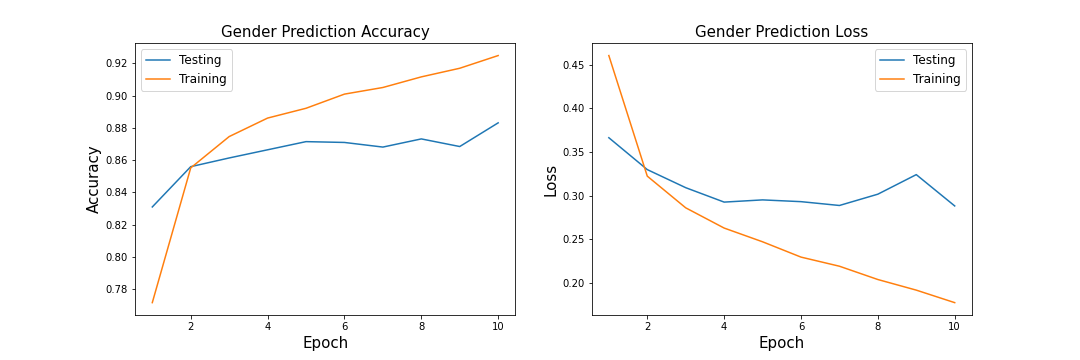 Gender Prediction Accuracy
Testing
Training
0.92
0.90
0.88
0.86
0.84
0.82
0.80
0.78
Accuracy
2 4 6 8 10
Epoch
Gender Prediction Loss
Testing
Training
0.45
0.40
0.35
0.30
0.25
0.20
Loss
2 4 6 8 10
Epoch